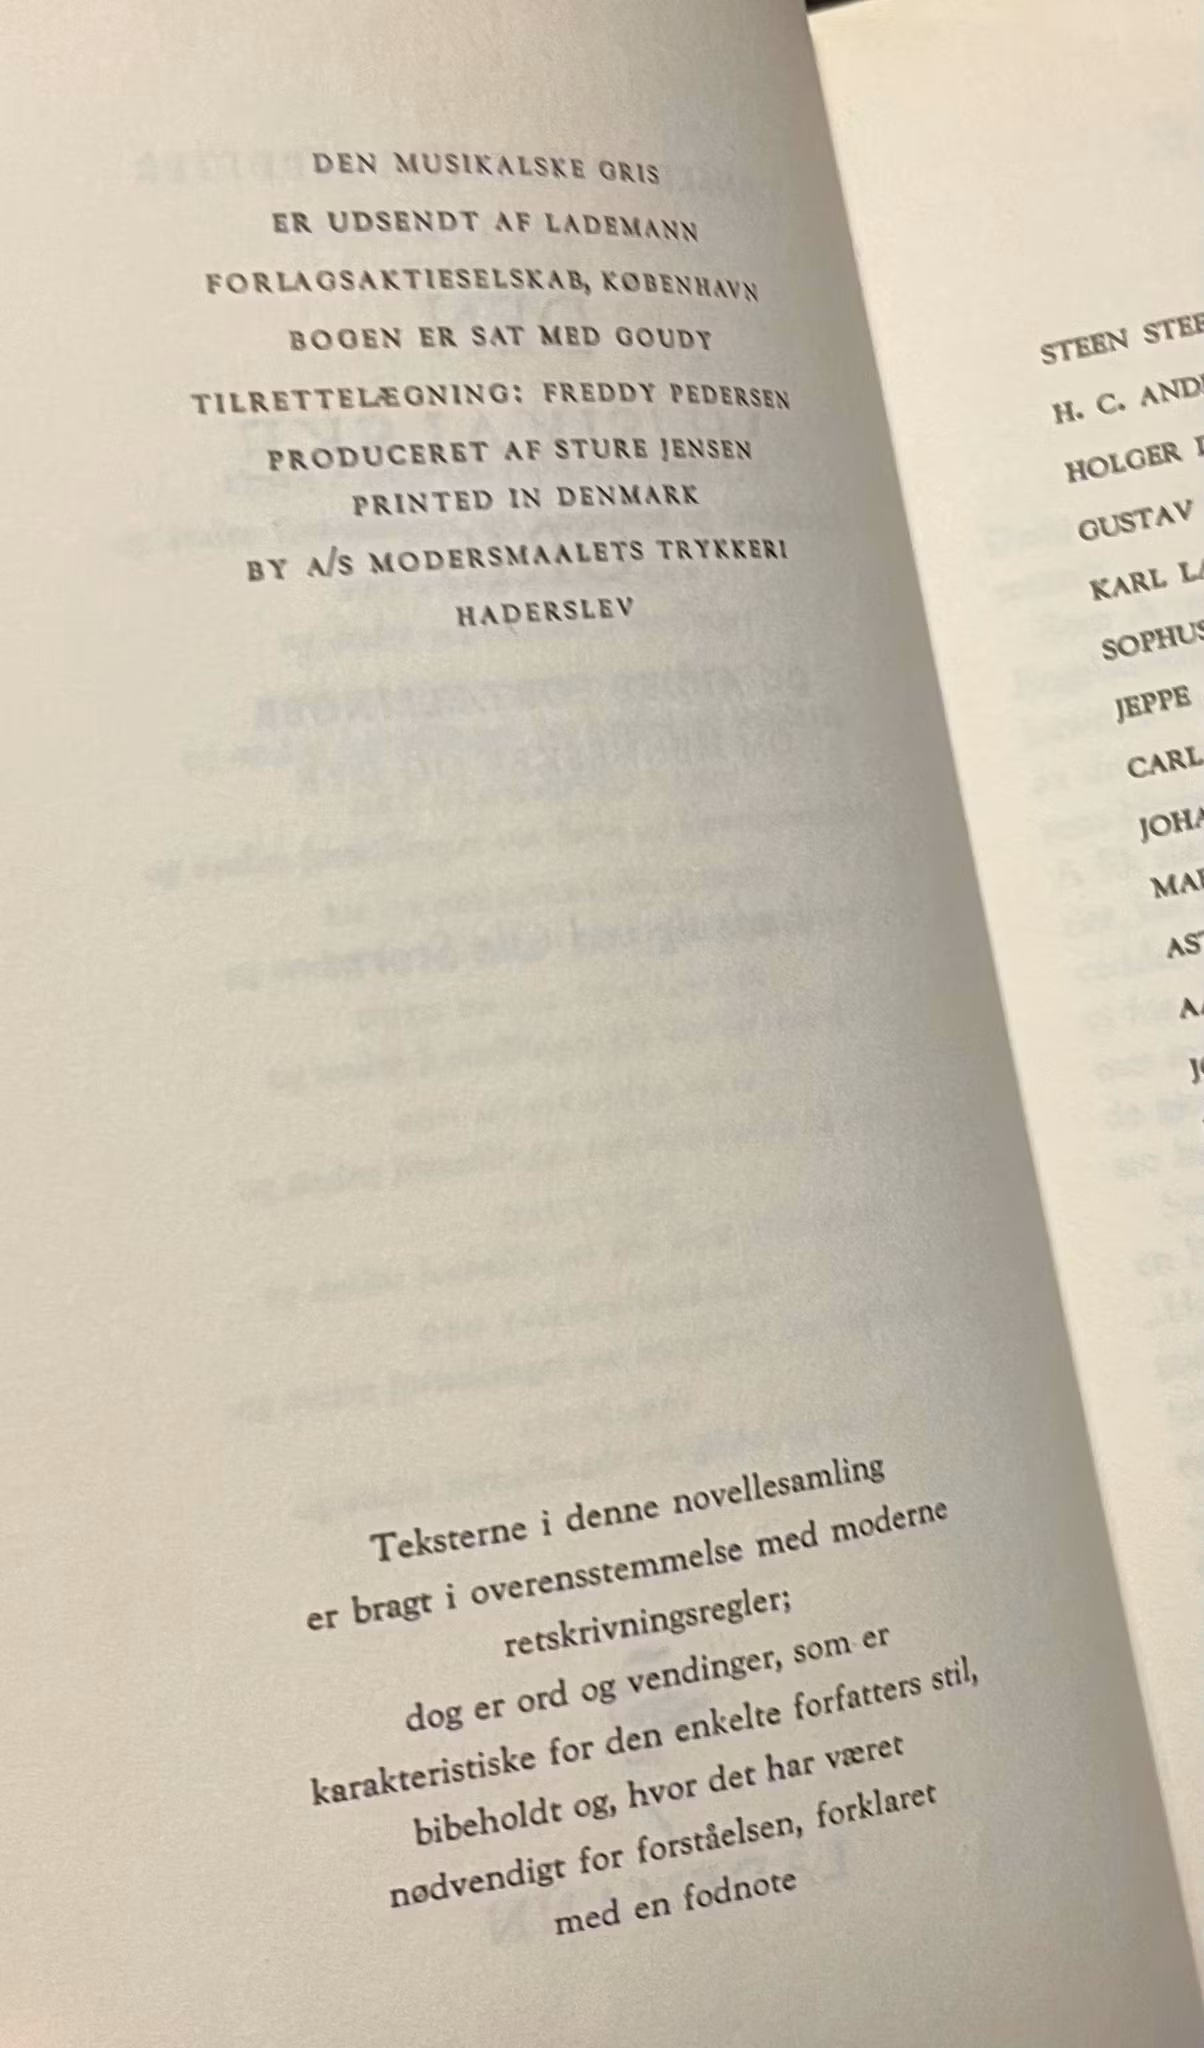 DEN MUSIKALSKE GRIS
ER UDSENDT AF LADEMANN
FORLAGSAKTIESELSKAB, KØBENHAVN
BOGEN ER SAT MED GOUDY
TILRETTELÆGNING: FREDDY PEDERSEN
PRODUCERET AF STURE JENSEN
PRINTED IN DENMARK
BY A/S MODERSMAALETS TRYKKERI
HADERSLEV
Teksterne i denne novellesamling
er bragt i overensstemmelse med moderne
retskrivningsregler;
dog er ord og vendinger, som er
karakteristiske for den enkelte forfatters stil,
bibeholdt og, hvor det har været
nødvendigt for forståelsen, forklaret
med en fodnote
STEEN
H. C.
HOLGER
GUSTAV
KARL
SOPHUS
JEPPE
CARL